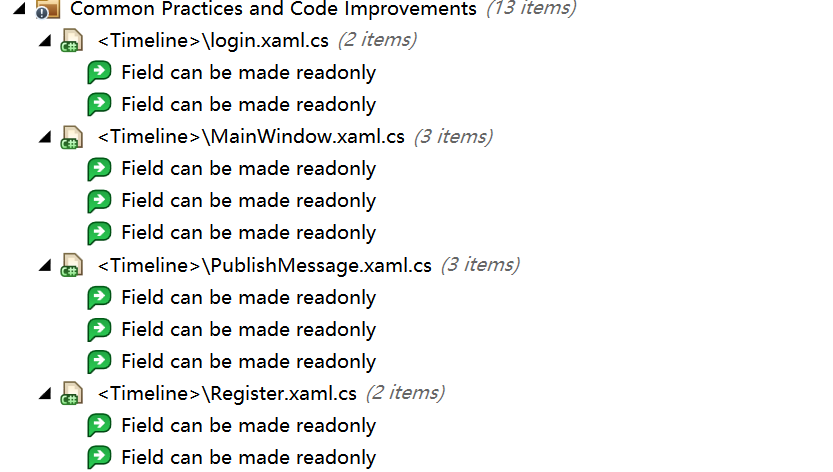 Common Practices and Code Improvements (13 items)
<Timeline>\login.xaml.cs (2 items)
Field can be made readonly
Field can be made readonly
<Timeline>\MainWindow.xaml.cs (3 items)
Field can be made readonly
Field can be made readonly
Field can be made readonly
<Timeline>\PublishMessage.xaml.cs (3 items)
Field can be made readonly
Field can be made readonly
Field can be made readonly
<Timeline>\Register.xaml.cs (2 items)
Field can be made readonly
Field can be made readonly